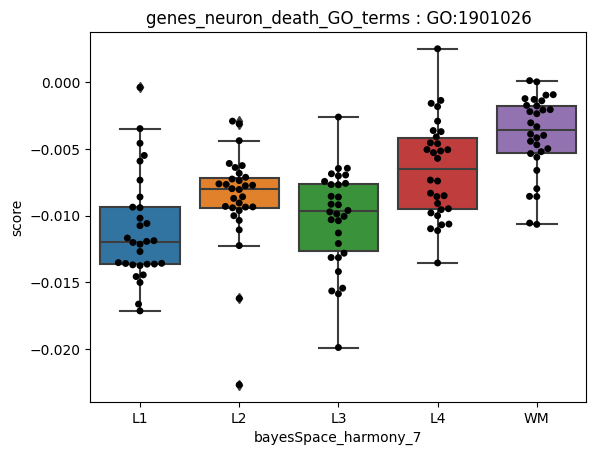 genes_neuron_death_GO_terms : GO:1901026
0.000
−0.005
−0.010
−0.015
−0.020
score
L1 L2 L3 L4 WM
bayesSpace_harmony_7